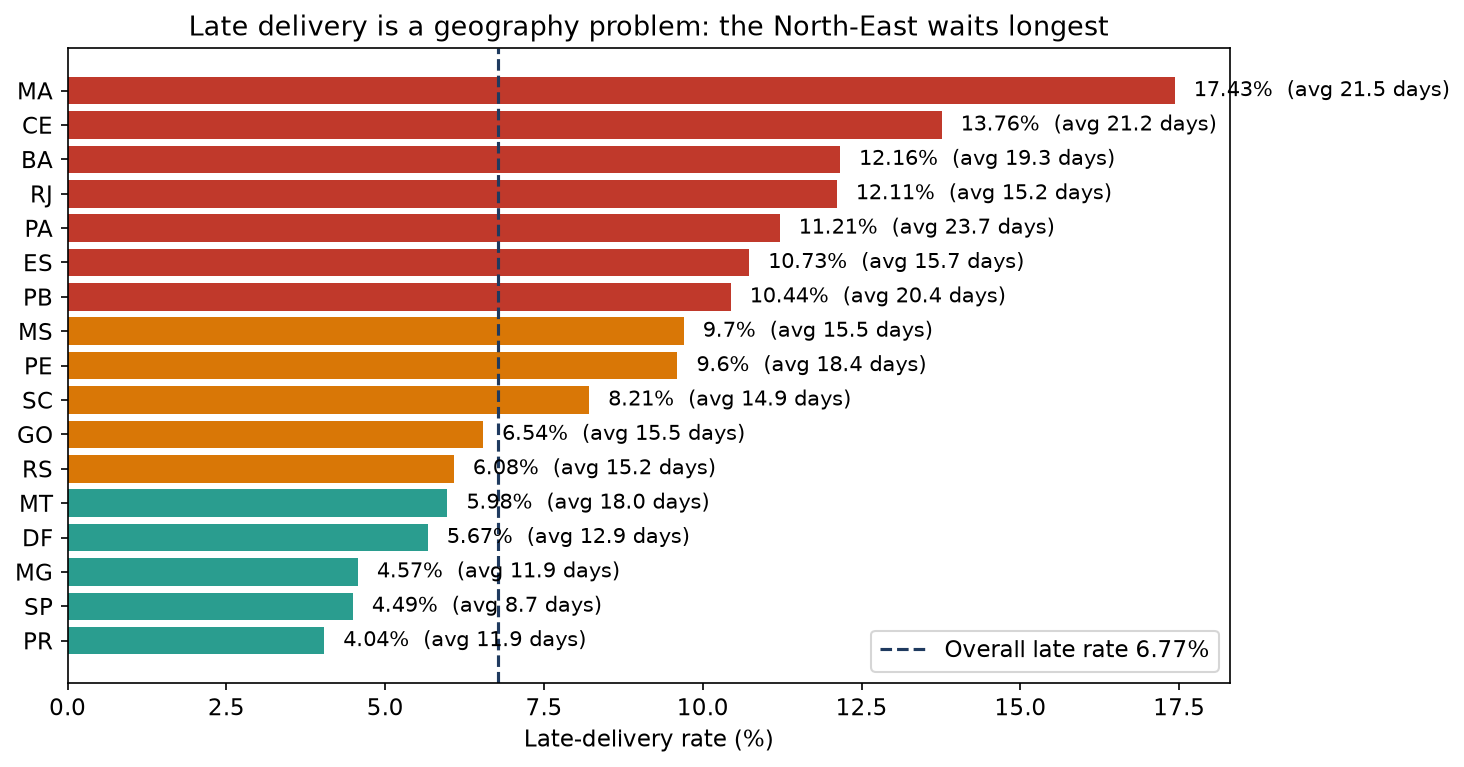 Late delivery is a geography problem: the North-East waits longest
MA 17.43% (avg 21.5 days)
CE 13.76% (avg 21.2 days)
BA 12.16% (avg 19.3 days)
RJ 12.11% (avg 15.2 days)
PA 11.21% (avg 23.7 days)
ES 10.73% (avg 15.7 days)
PB 10.44% (avg 20.4 days)
MS 9.7% (avg 15.5 days)
PE 9.6% (avg 18.4 days)
SC 8.21% (avg 14.9 days)
GO 6.54% (avg 15.5 days)
RS 6.08% (avg 15.2 days)
MT 5.98% (avg 18.0 days)
DF 5.67% (avg 12.9 days)
MG 4.57% (avg 11.9 days)
SP 4.49% (avg 8.7 days)
PR 4.04% (avg 11.9 days)
Overall late rate 6.77%
0.0 2.5 5.0 7.5 10.0 12.5 15.0 17.5
Late-delivery rate (%)